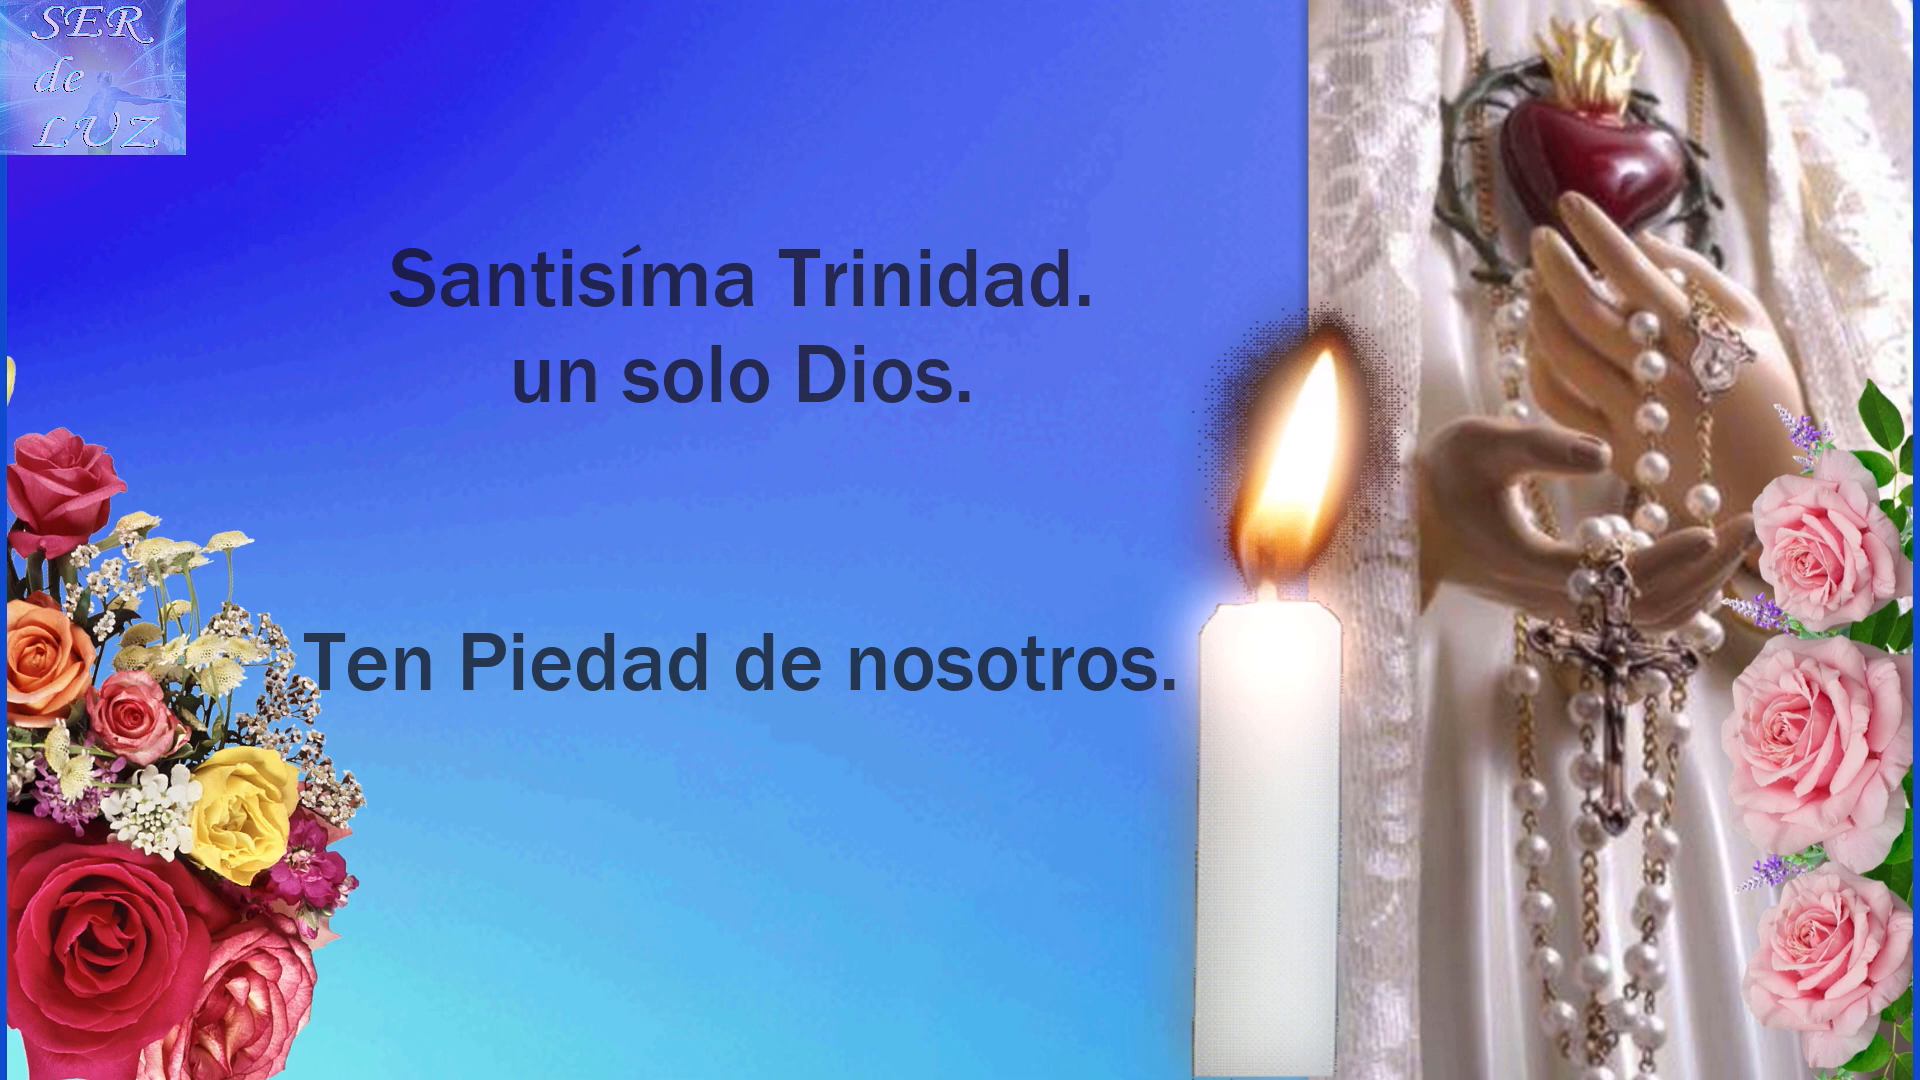 SER
de
LUZ
Santisíma Trinidad.
un solo Dios.
Ten Piedad de nosotros.